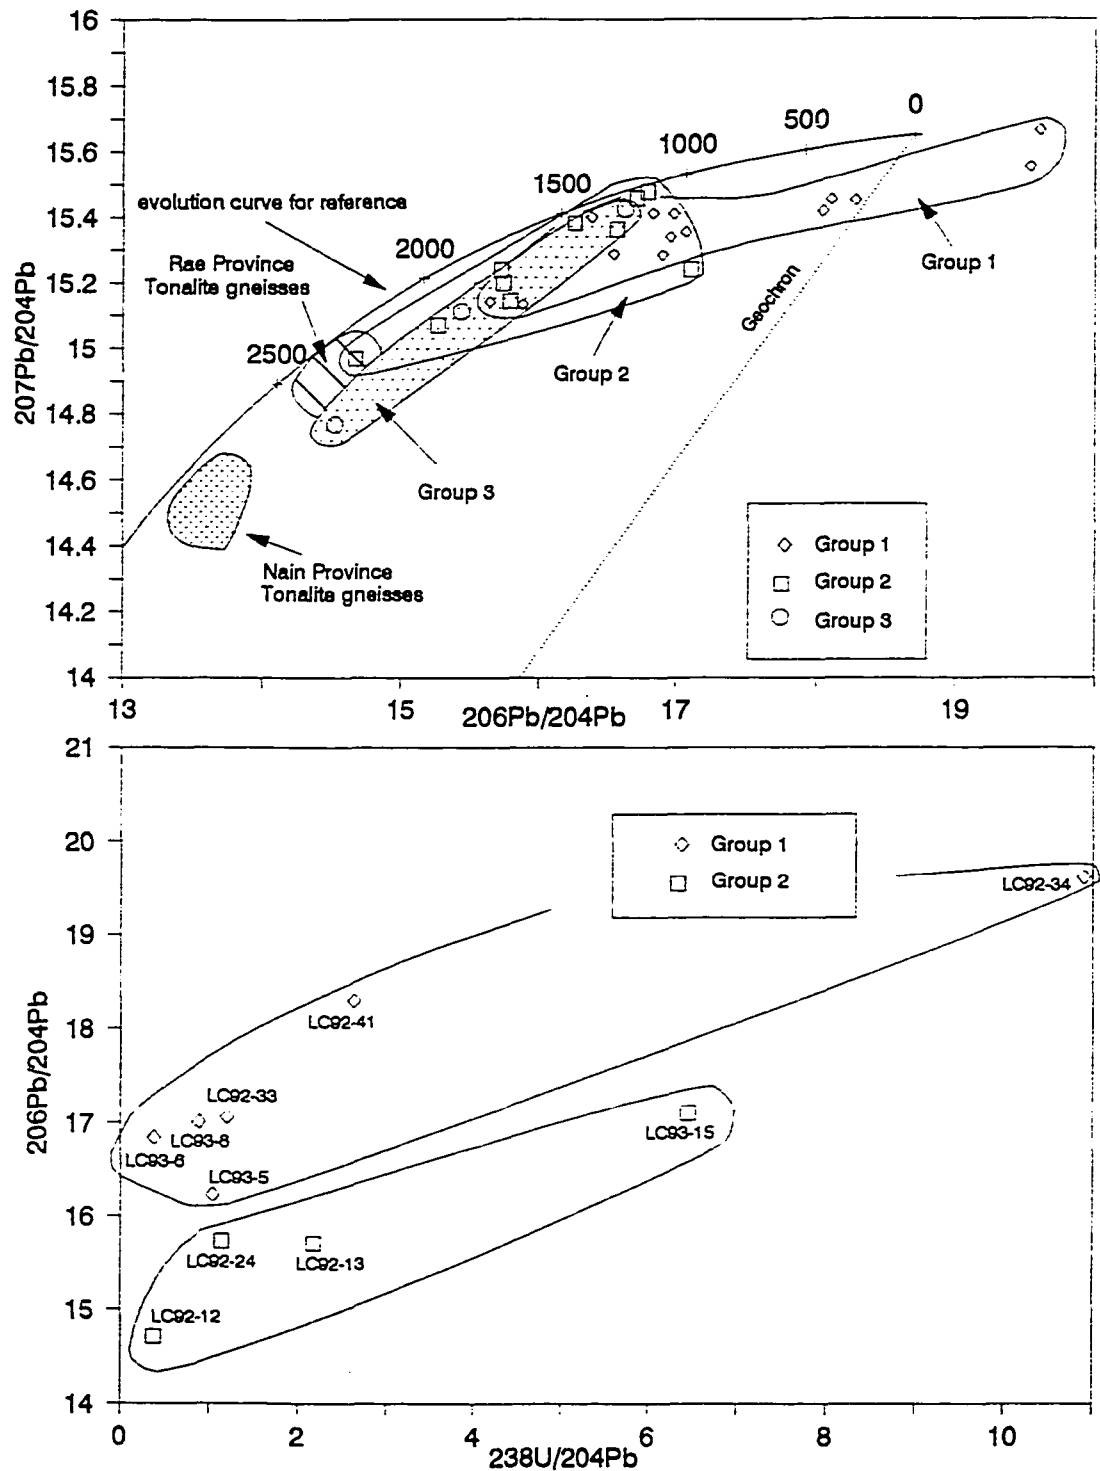 16
15.8
15.6
15.4
15.2
15
14.8
14.6
14.4
14.2
14
207Pb/204Pb
0
500
1000
1500
2000
2500
evolution curve for reference
Rae Province
Tonalite gneisses
Group 1
Geochron
Group 2
Group 3
Nain Province
Tonalite gneisses
Group 1
Group 2
Group 3
13
15
17
19
206Pb/204Pb
21
20
19
18
17
16
15
14
206Pb/204Pb
Group 1
Group 2
LC92-34
LC92-41
LC92-33
LC93-8
LC93-6
LC93-5
LC93-15
LC92-24
LC92-13
LC92-12
0
2
4
6
8
10
238U/204Pb